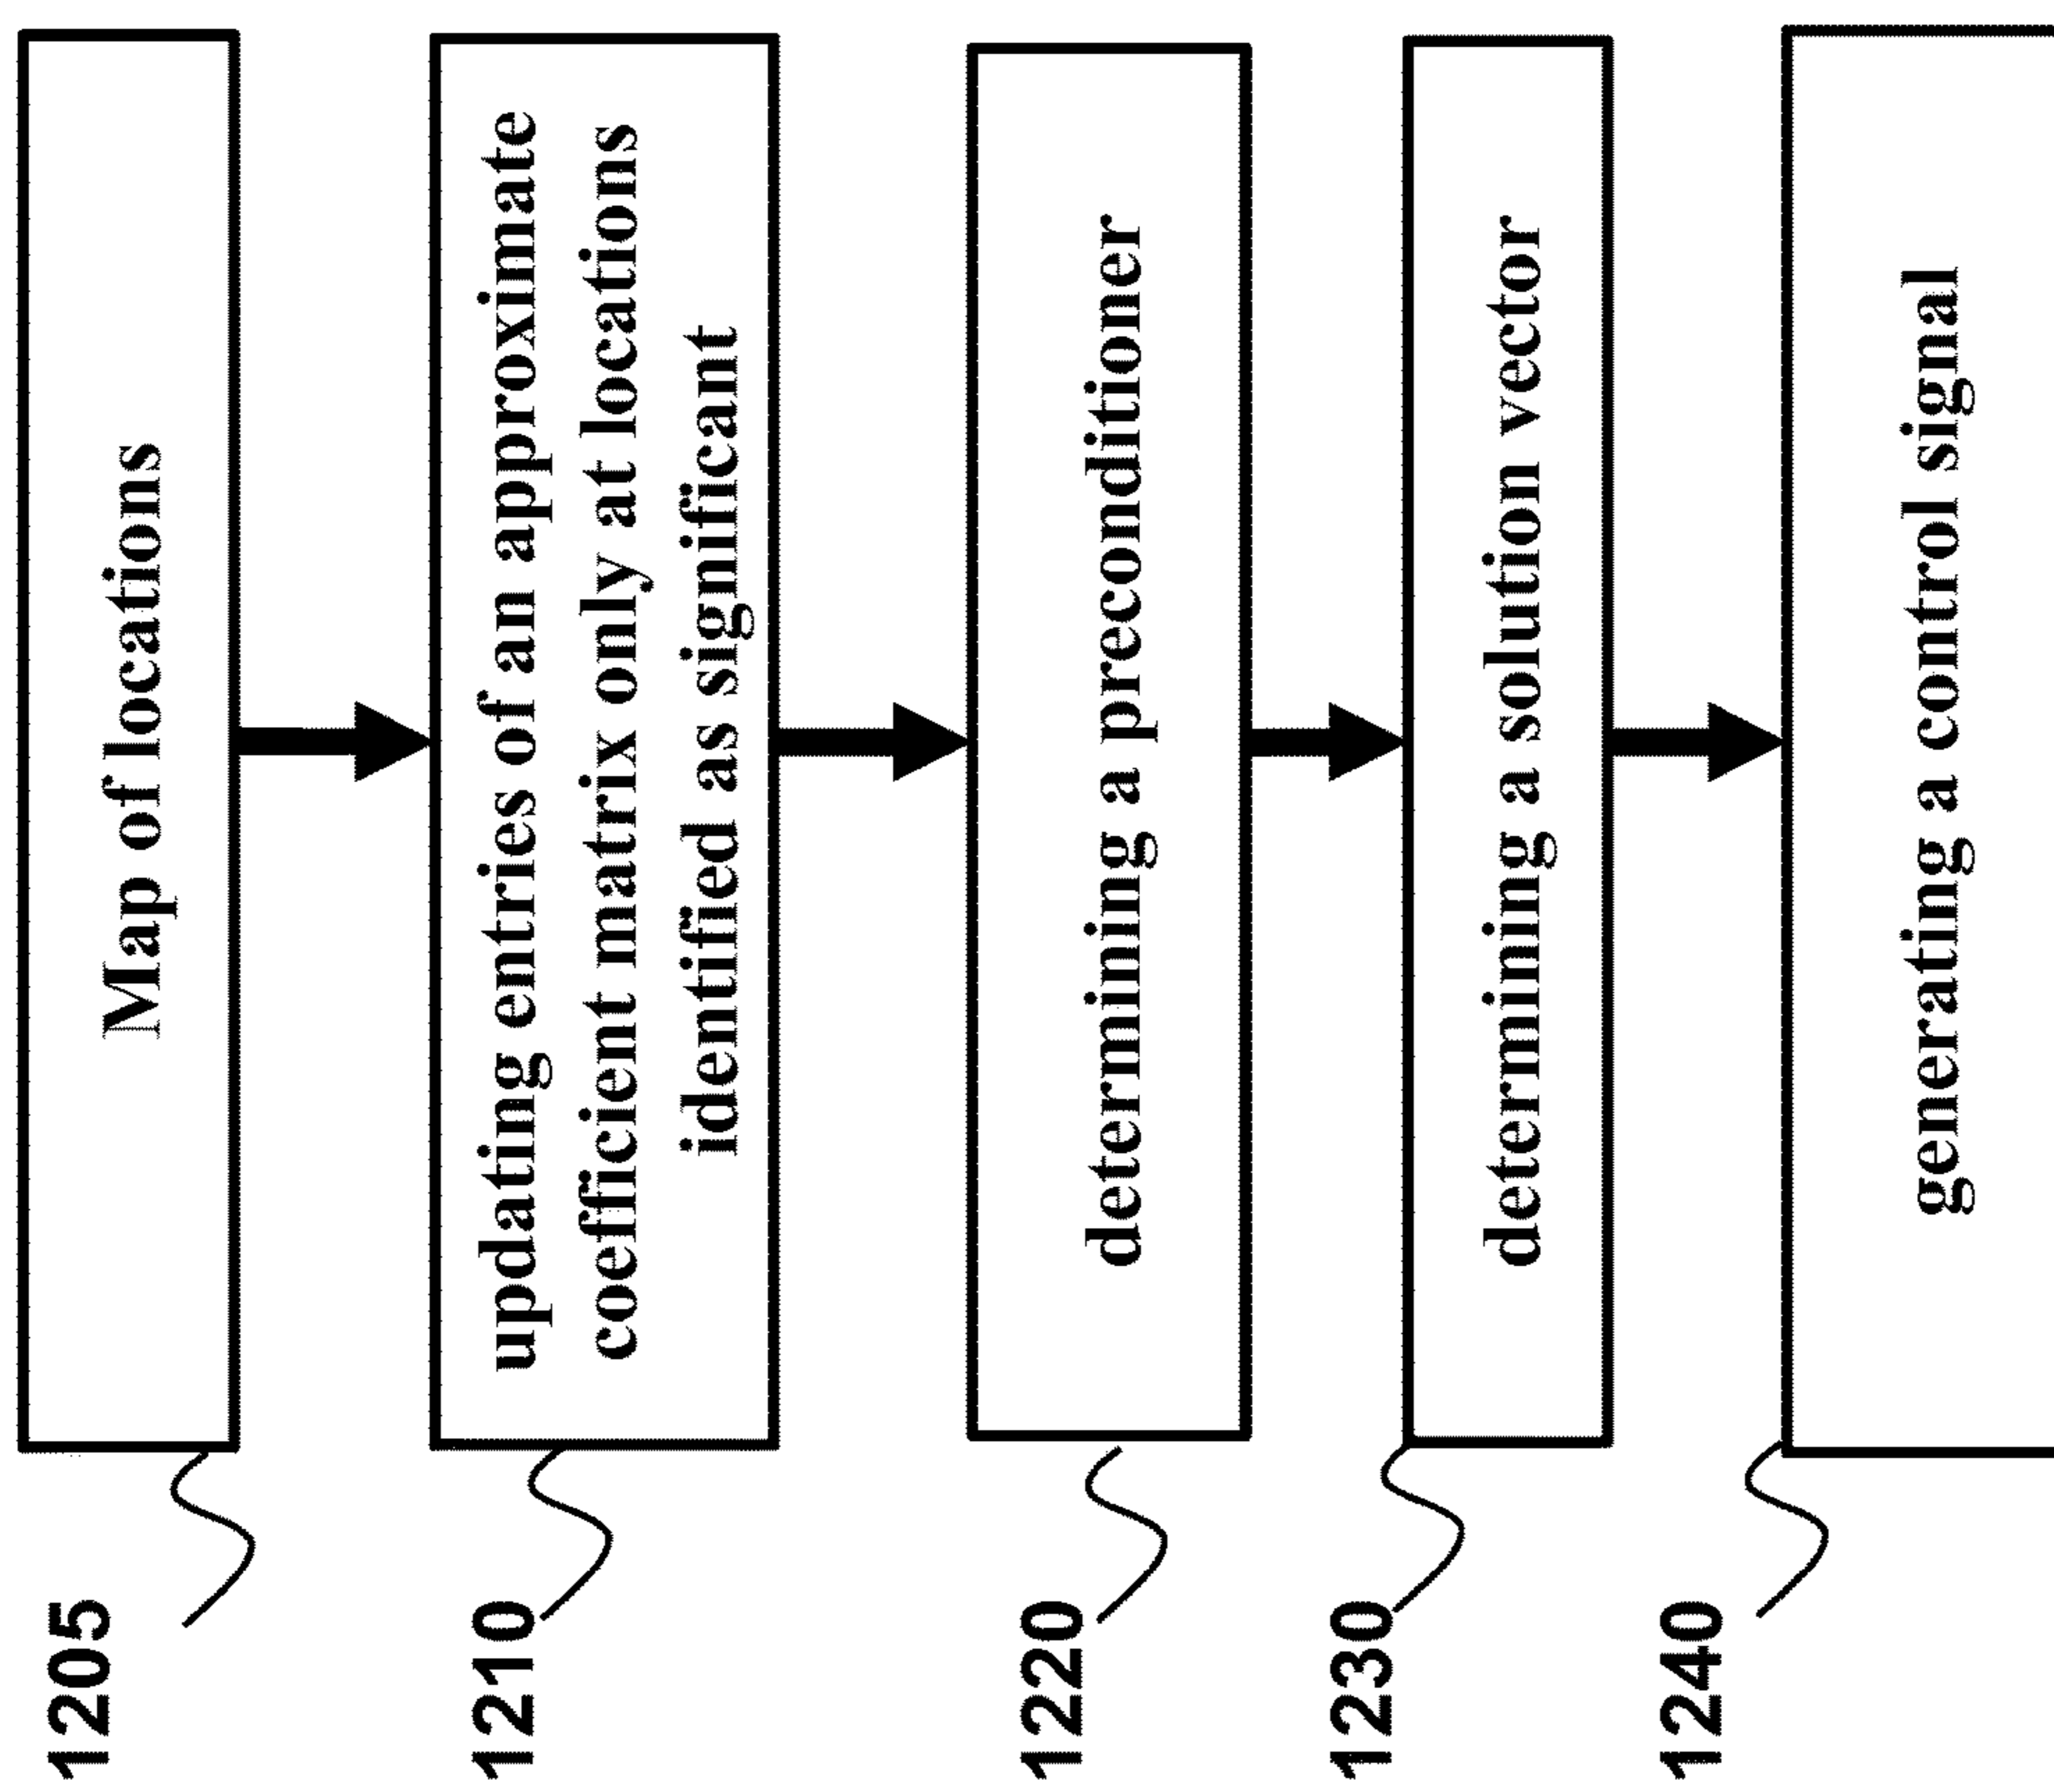 1205
Map of locations
1210
updating entries of an approximate
coefficient matrix only at locations
identified as significant
1220
determining a preconditioner
1230
determining a solution vector
1240
generating a control signal